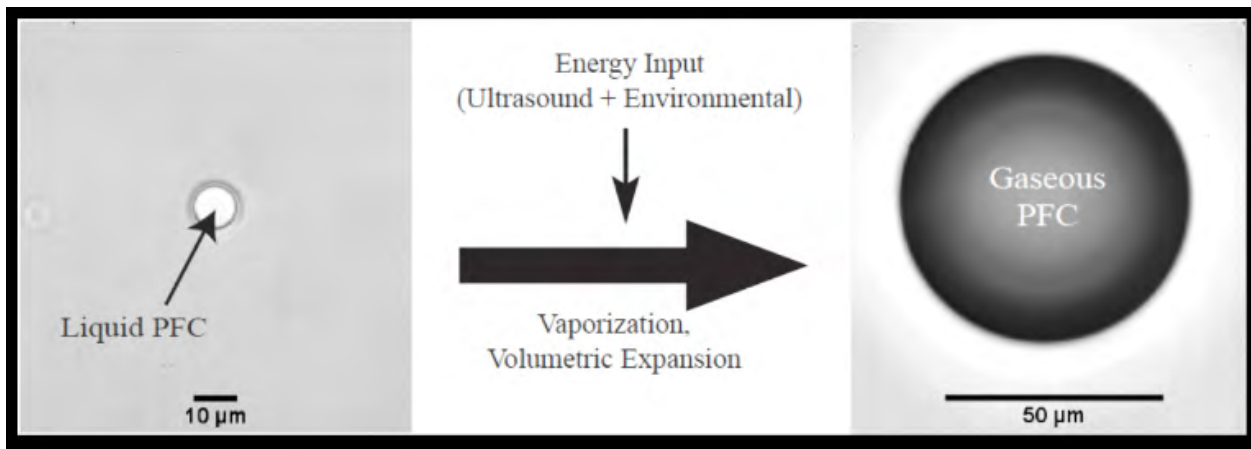 Energy Input
(Ultrasound + Environmental)
Liquid PFC
10 µm
Vaporization,
Volumetric Expansion
Gaseous
PFC
50 µm